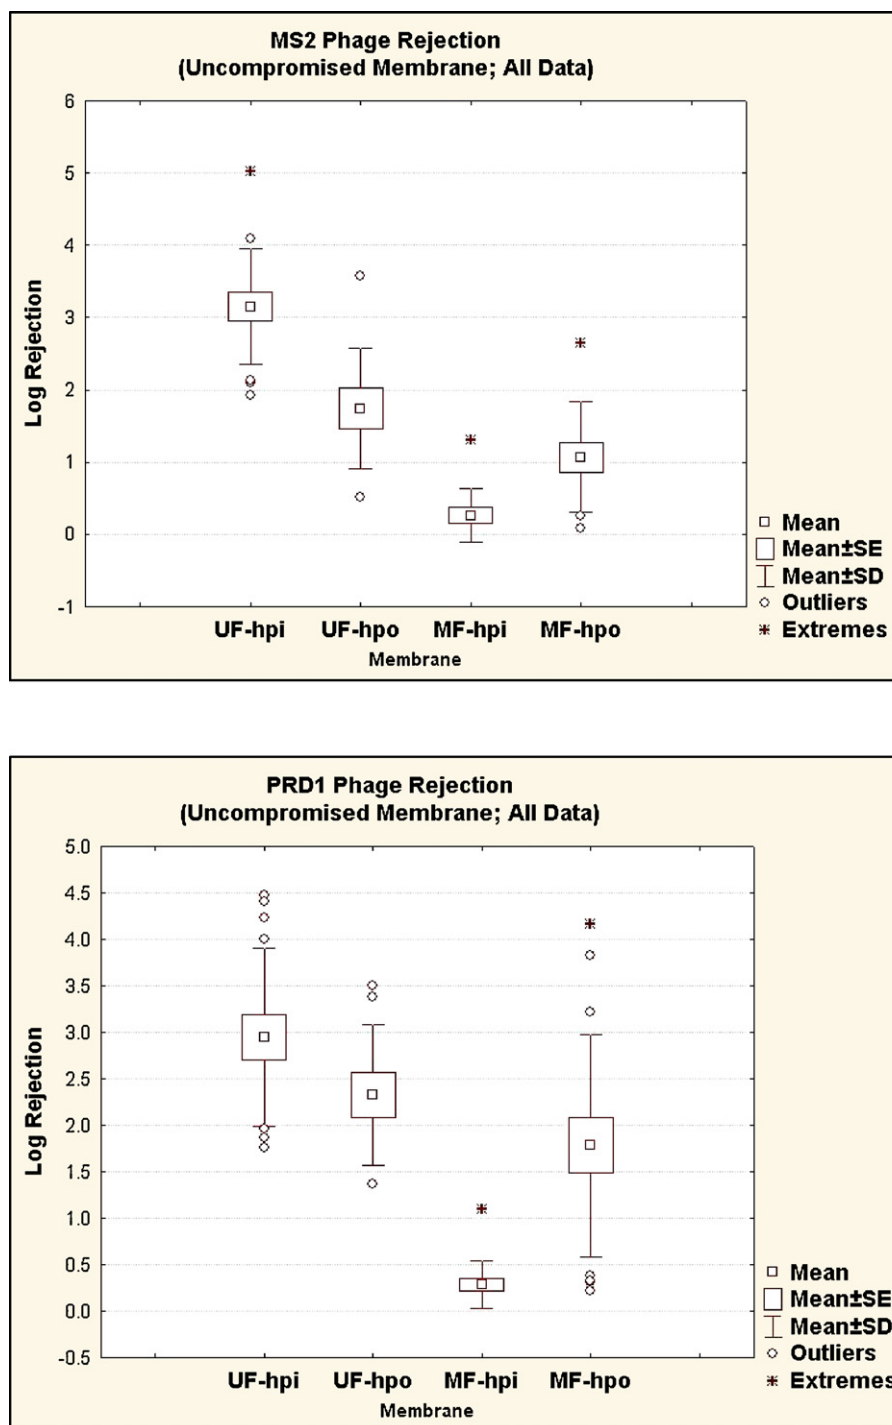 MS2 Phage Rejection
(Uncompromised Membrane; All Data)
6
5
4
3
2
1
0
-1
Log Rejection
UF-hpi UF-hpo MF-hpi MF-hpo
Membrane
Mean
Mean±SE
Mean±SD
Outliers
Extremes
PRD1 Phage Rejection
(Uncompromised Membrane; All Data)
5.0
4.5
4.0
3.5
3.0
2.5
2.0
1.5
1.0
0.5
0.0
-0.5
Log Rejection
UF-hpi UF-hpo MF-hpi MF-hpo
Membrane
Mean
Mean±SE
Mean±SD
Outliers
Extremes